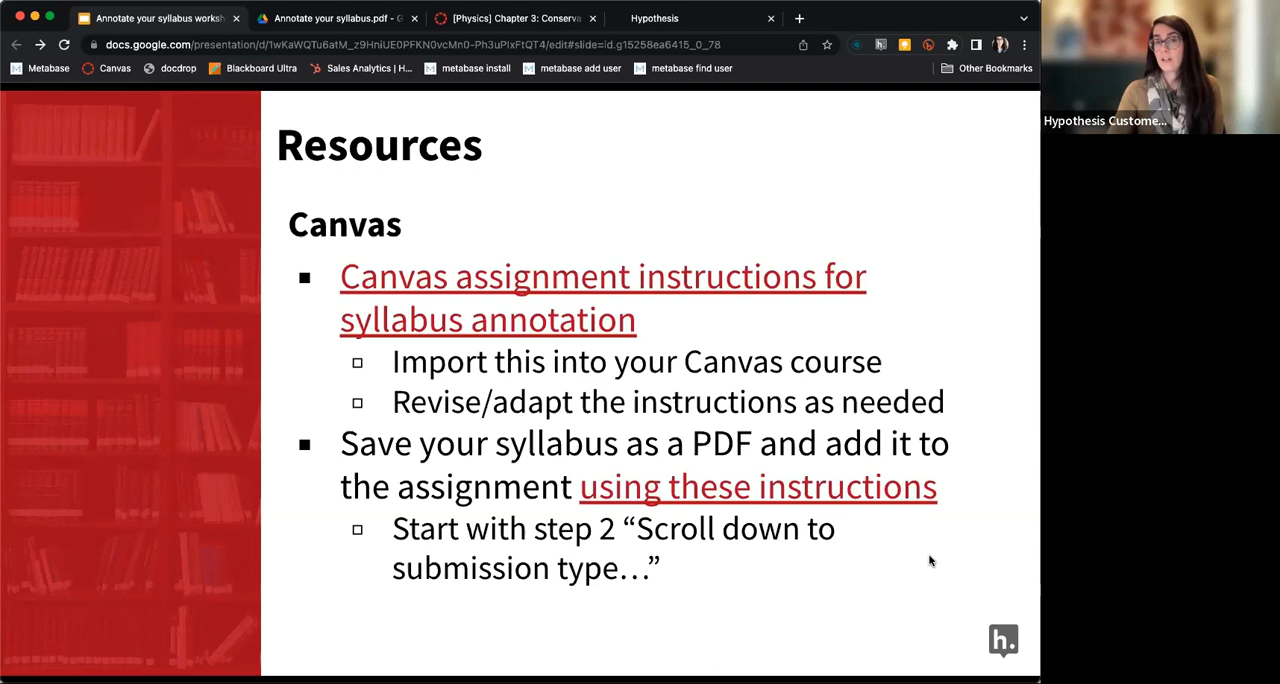 Annotate your syllabus worksh
Annotate your syllabus.pdf - G
[Physics] Chapter 3: Conserva
Hypothesis
docs.google.com/presentation/d/1wKaWQTu6atM_z9HniUE0PFKN0vcMn0-Ph3uPlxFtQT4/edit#slide=id.g15258ea6415_0_78
Metabase
Canvas
docdrop
Blackboard Ultra
Sales Analytics | H...
metabase install
metabase add user
metabase find user
Other Bookmarks
Hypothesis Custome...
Resources
Canvas
Canvas assignment instructions for
syllabus annotation
Import this into your Canvas course
Revise/adapt the instructions as needed
Save your syllabus as a PDF and add it to
the assignment using these instructions
Start with step 2 “Scroll down to
submission type...”
h.